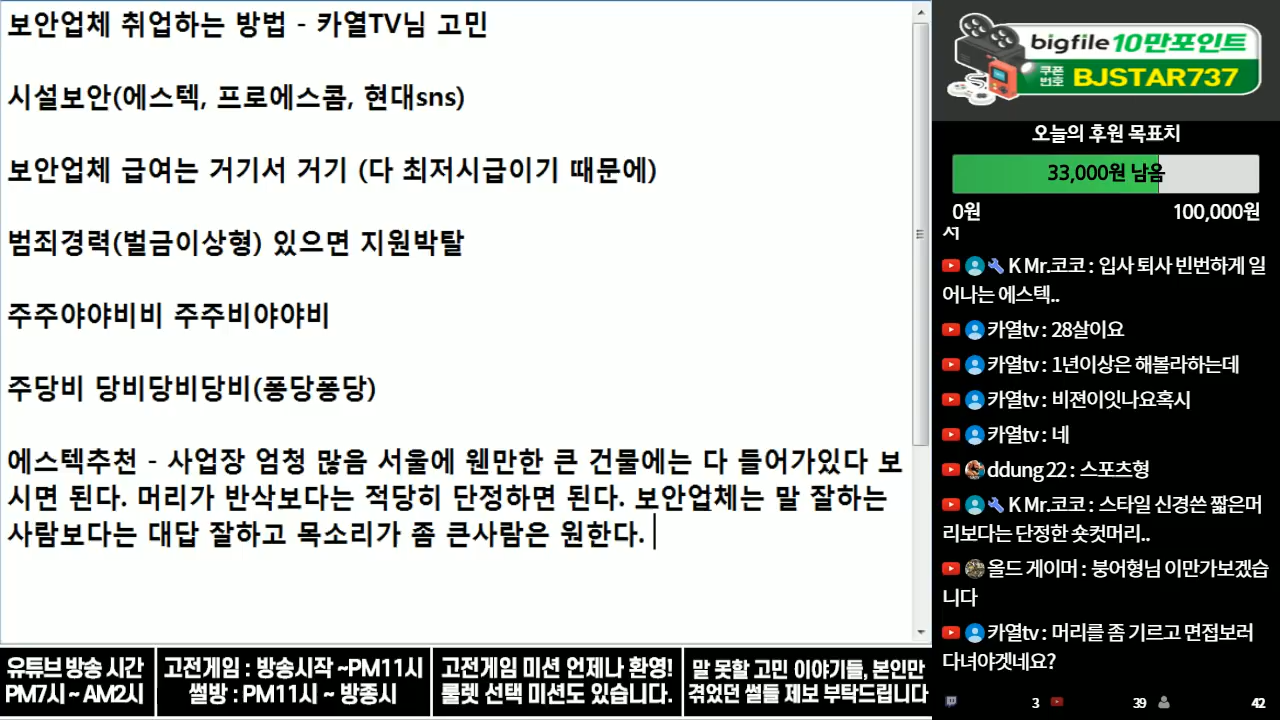 보안업체 취업하는 방법 - 카열TV님 고민
시설보안(에스텍, 프로에스콤, 현대sns)
보안업체 급여는 거기서 거기 (다 최저시급이기 때문에)
범죄경력(벌금이상형) 있으면 지원박탈
주주야야비비 주주비야야비
주당비 당비당비당비(퐁당퐁당)
에스텍추천 - 사업장 엄청 많음 서울에 웬만한 큰 건물에는 다 들어가있다 보
시면 된다. 머리가 반삭보다는 적당히 단정하면 된다. 보안업체는 말 잘하는
사람보다는 대답 잘하고 목소리가 좀 큰사람은 원한다.
bigfile 10만포인트
쿠폰
번호 BJSTAR737
오늘의 후원 목표치
33,000원 남음
0원 100,000원
서
K Mr.코코 : 입사 퇴사 빈번하게 일
어나는 에스텍..
카열tv : 28살이요
카열tv : 1년이상은 해볼라하는데
카열tv : 비젼이잇나요혹시
카열tv : 네
ddung 22 : 스포츠형
K Mr.코코 : 스타일 신경쓴 짧은머
리보다는 단정한 숏컷머리..
올드 게이머 : 붕어형님 이만가보겠습
니다
카열tv : 머리를 좀 기르고 면접보러
다녀야겟네요?
3 39 42
유튜브 방송 시간
PM7시 ~ AM2시
고전게임 : 방송시작 ~PM11시
썰방 : PM11시 ~ 방종시
고전게임 미션 언제나 환영!
룰렛 선택 미션도 있습니다.
말 못할 고민 이야기들, 본인만
겪었던 썰들 제보 부탁드립니다